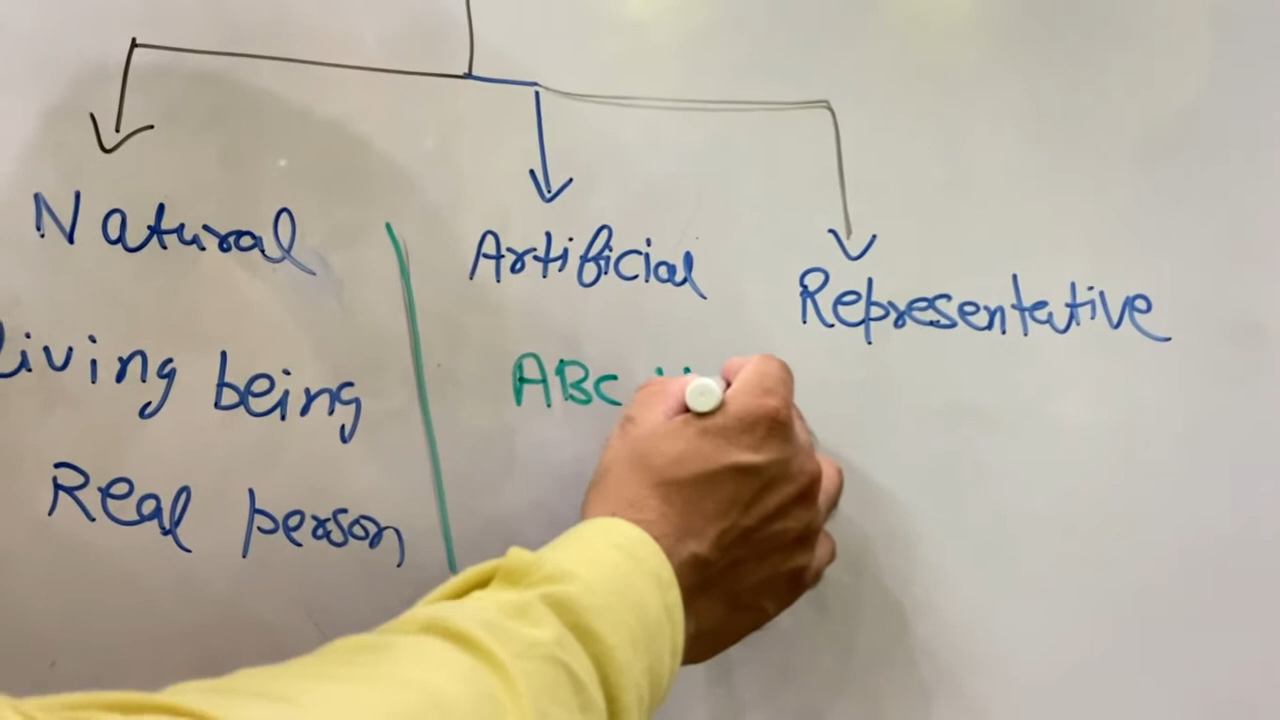 Natural
Artificial
Representative
Living being
ABC
Real person